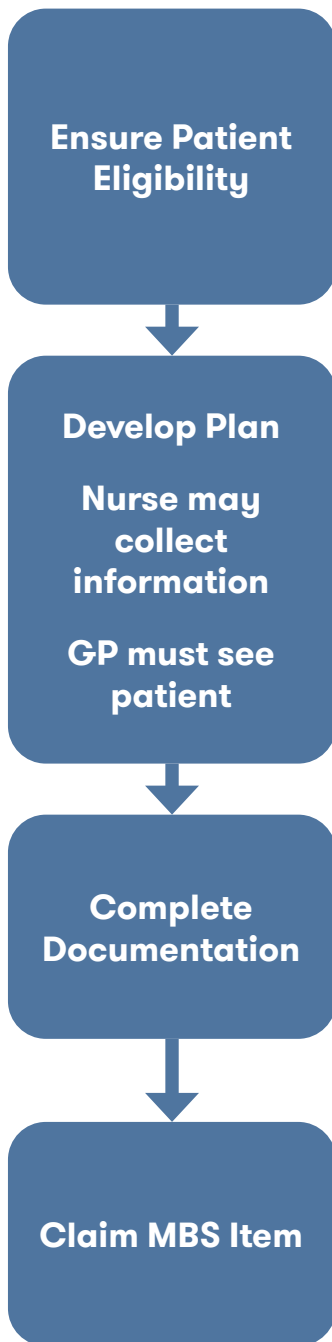 Ensure Patient
Eligibility
Develop Plan
Nurse may
collect
information
GP must see
patient
Complete
Documentation
Claim MBS Item